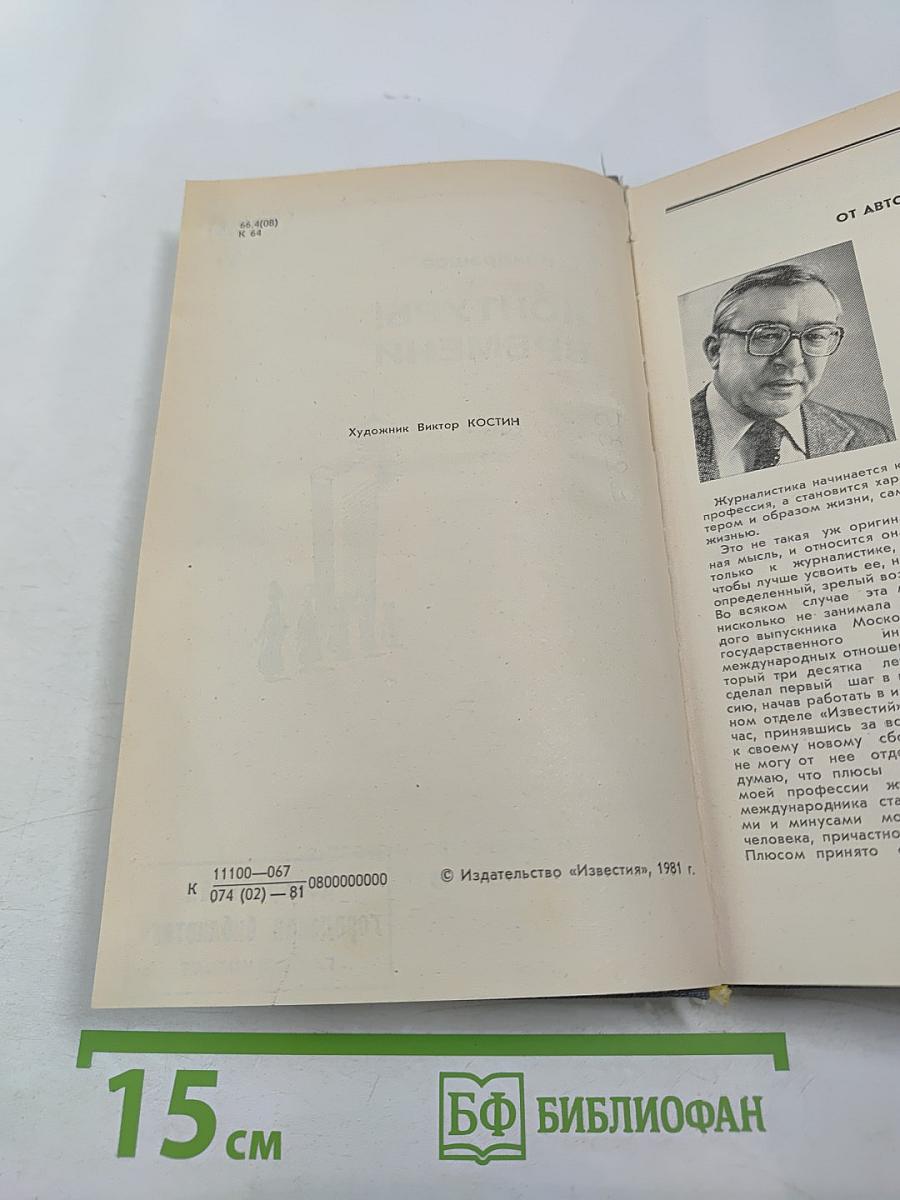 66.4(08)
К 64
Художник Виктор КОСТИН
К 11100—067
074 (02) — 81 0800000000
© Издательство «Известия», 1981 г.
ОТ АВТО
Журналистика начинается к
профессия, а становится хар
тером и образом жизни, сам
жизнью.
Это не такая уж оригин
ная мысль, и относится он
только к журналистике,
чтобы лучше усвоить ее, н
определенный, зрелый воз
Во всяком случае эта м
нисколько не занимала
дого выпускника Моско
государственного ин
международных отноше
торый три десятка ле
сделал первый шаг в
сию, начав работать в и
ном отделе «Известий»
час, принявшись за вс
к своему новому сбо
не могу от нее отде
думаю, что плюсы
моей профессии ж
международника ста
ми и минусами мо
человека, причастно
Плюсом принято
15 см
БФ БИБЛИОФАН